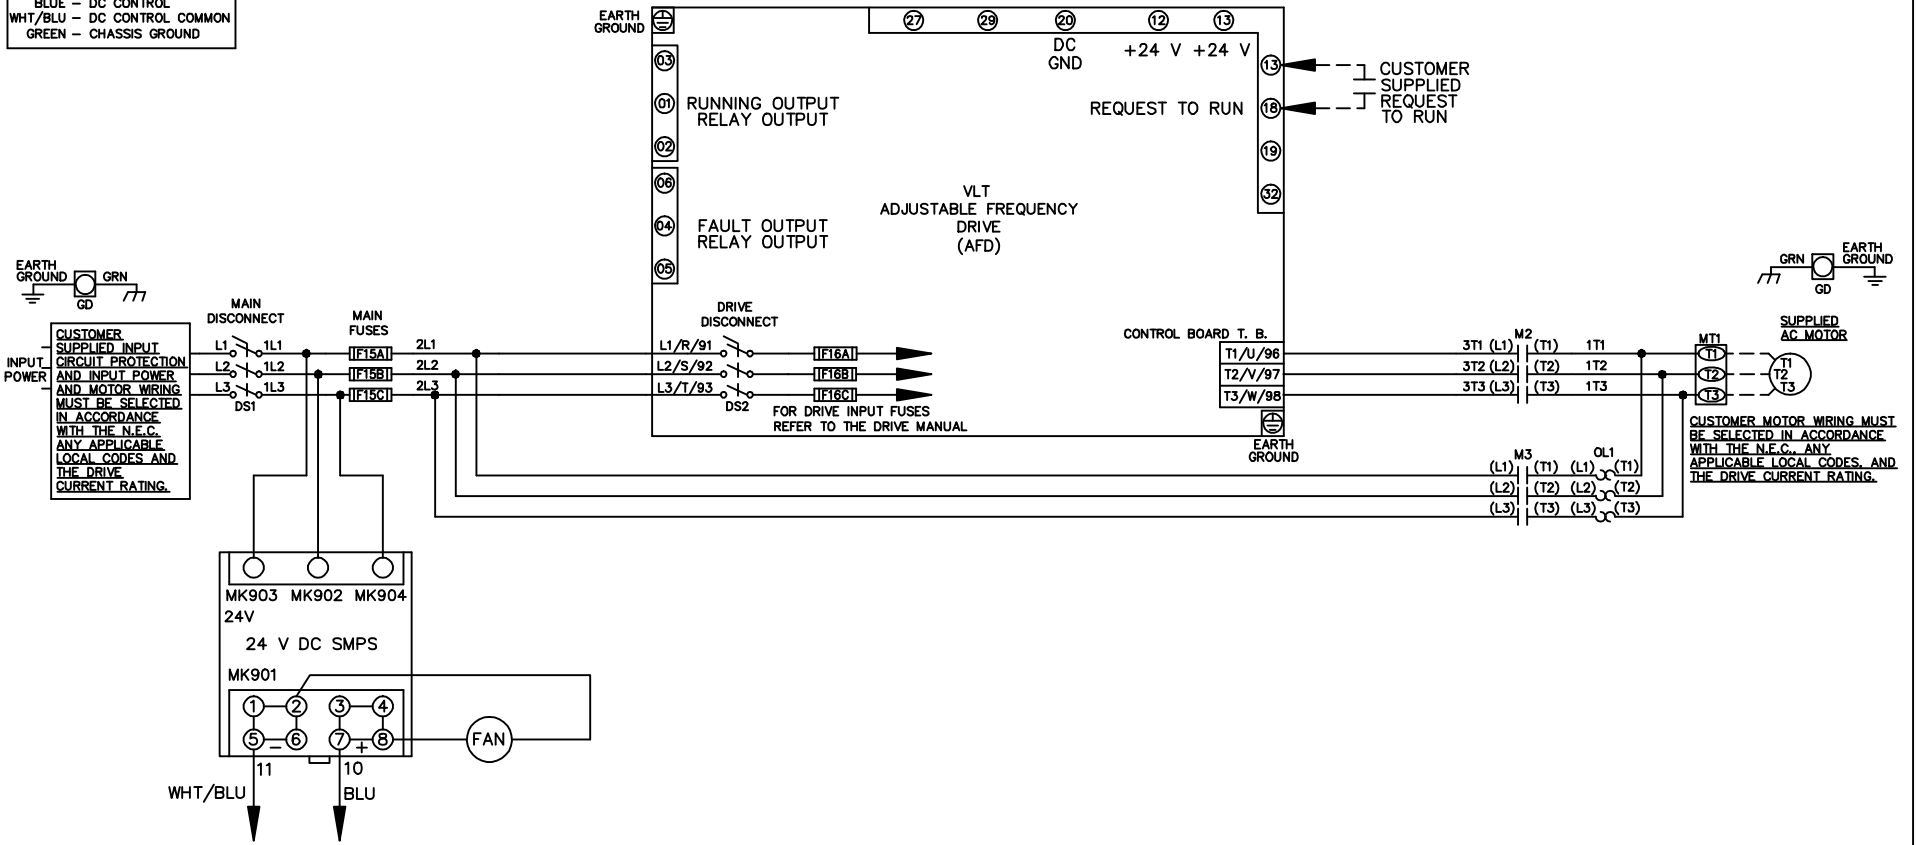 BLUE – DC CONTROL
WHT/BLU – DC CONTROL COMMON
GREEN – CHASSIS GROUND
EARTH
GROUND
27
29
20
12
13
DC
GND
+24 V
+24 V
03
01
02
RUNNING OUTPUT
RELAY OUTPUT
06
04
05
FAULT OUTPUT
RELAY OUTPUT
REQUEST TO RUN
13
18
19
32
CUSTOMER
SUPPLIED
REQUEST
TO RUN
VLT
ADJUSTABLE FREQUENCY
DRIVE
(AFD)
EARTH
GROUND
GRN
GD
INPUT
POWER
CUSTOMER
SUPPLIED INPUT
CIRCUIT PROTECTION
AND INPUT POWER
AND MOTOR WIRING
MUST BE SELECTED
IN ACCORDANCE
WITH THE N.E.C.
ANY APPLICABLE
LOCAL CODES AND
THE DRIVE
CURRENT RATING.
MAIN
DISCONNECT
L1
1L1
L2
1L2
L3
1L3
DS1
MAIN
FUSES
F15A
F15B
F15C
2L1
2L2
2L3
L1/R/91
L2/S/92
L3/T/93
DRIVE
DISCONNECT
DS2
F16A
F16B
F16C
FOR DRIVE INPUT FUSES
REFER TO THE DRIVE MANUAL
CONTROL BOARD T. B.
T1/U/96
T2/V/97
T3/W/98
EARTH
GROUND
M2
3T1 (L1) (T1) 1T1
3T2 (L2) (T2) 1T2
3T3 (L3) (T3) 1T3
MT1
T1
T2
T3
GRN
GD
EARTH
GROUND
SUPPLIED
AC MOTOR
T1
T2
T3
CUSTOMER MOTOR WIRING MUST
BE SELECTED IN ACCORDANCE
WITH THE N.E.C., ANY
APPLICABLE LOCAL CODES, AND
THE DRIVE CURRENT RATING.
M3
OL1
(L1) (T1) (L1) (T1)
(L2) (T2) (L2) (T2)
(L3) (T3) (L3) (T3)
MK903 MK902 MK904
24V
24 V DC SMPS
MK901
1 2 3 4
5 – 6 7 + 8
FAN
11
10
WHT/BLU
BLU